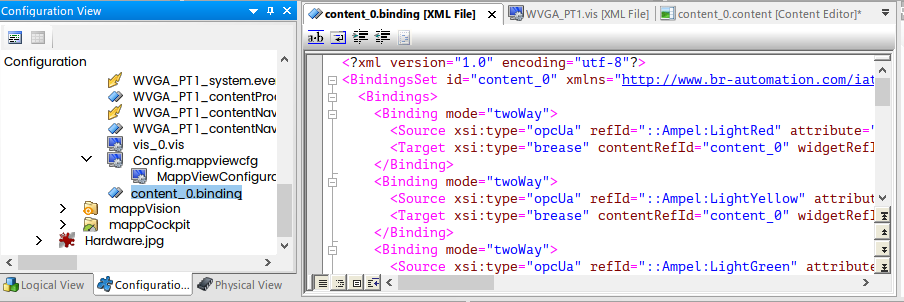 Configuration View
Configuration
WVGA_PT1_system.eve
WVGA_PT1_contentProc
WVGA_PT1_contentNav
WVGA_PT1_contentNav
vis_0.vis
Config.mappviewcfg
MappViewConfigura
content_0.binding
mappVision
mappCockpit
Hardware.jpg
Logical View
Configuratio...
Physical View
content_0.binding [XML File]
WVGA_PT1.vis [XML File]
content_0.content [Content Editor]*
a·b
<?xml version="1.0" encoding="utf-8"?>
<BindingsSet id="content_0" xmlns="http://www.br-automation.com/iat
<Bindings>
<Binding mode="twoWay">
<Source xsi:type="opcUa" refId="::Ampel:LightRed" attribute="
<Target xsi:type="brease" contentRefId="content_0" widgetRefI
</Binding>
<Binding mode="twoWay">
<Source xsi:type="opcUa" refId="::Ampel:LightYellow" attribut
<Target xsi:type="brease" contentRefId="content_0" widgetRefI
</Binding>
<Binding mode="twoWay">
<Source xsi:type="opcUa" refId="::Ampel:LightGreen" attribute